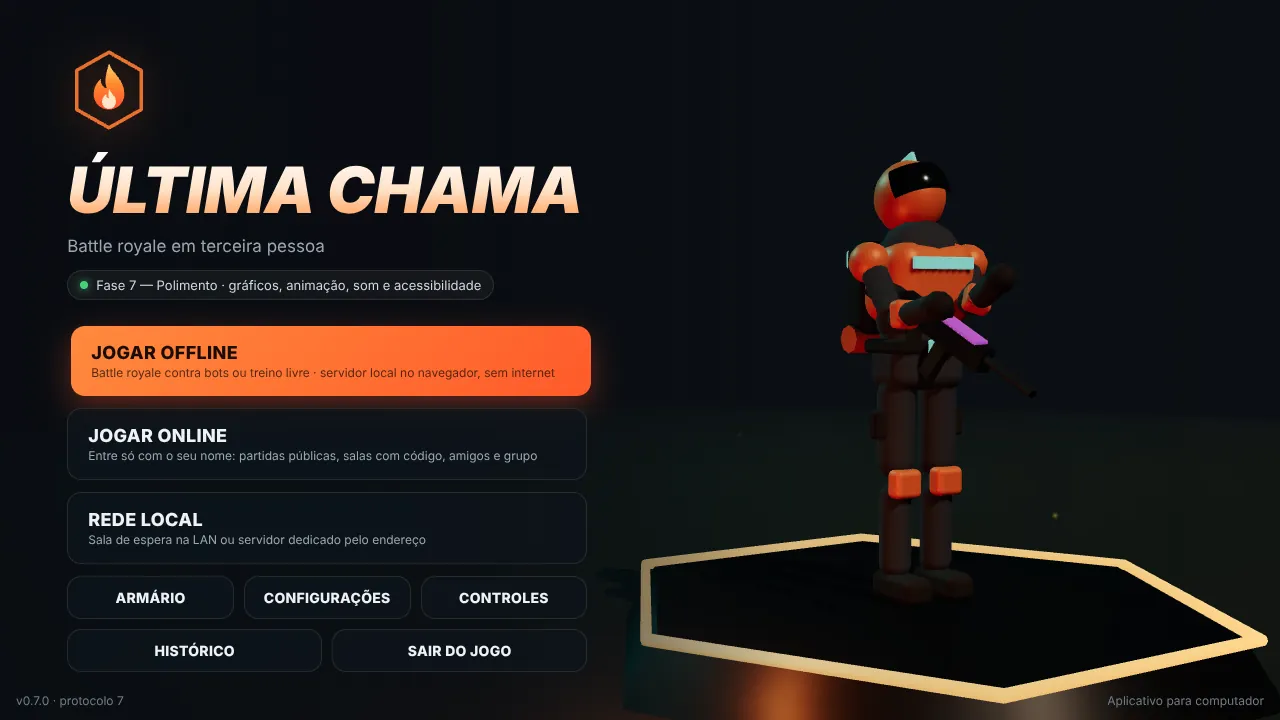 ÚLTIMA CHAMA
Battle royale em terceira pessoa
Fase 7 — Polimento · gráficos, animação, som e acessibilidade
JOGAR OFFLINE
Battle royale contra bots ou treino livre · servidor local no navegador, sem internet
JOGAR ONLINE
Entre só com o seu nome: partidas públicas, salas com código, amigos e grupo
REDE LOCAL
Sala de espera na LAN ou servidor dedicado pelo endereço
ARMÁRIO
CONFIGURAÇÕES
CONTROLES
HISTÓRICO
SAIR DO JOGO
v0.7.0 · protocolo 7
Aplicativo para computador